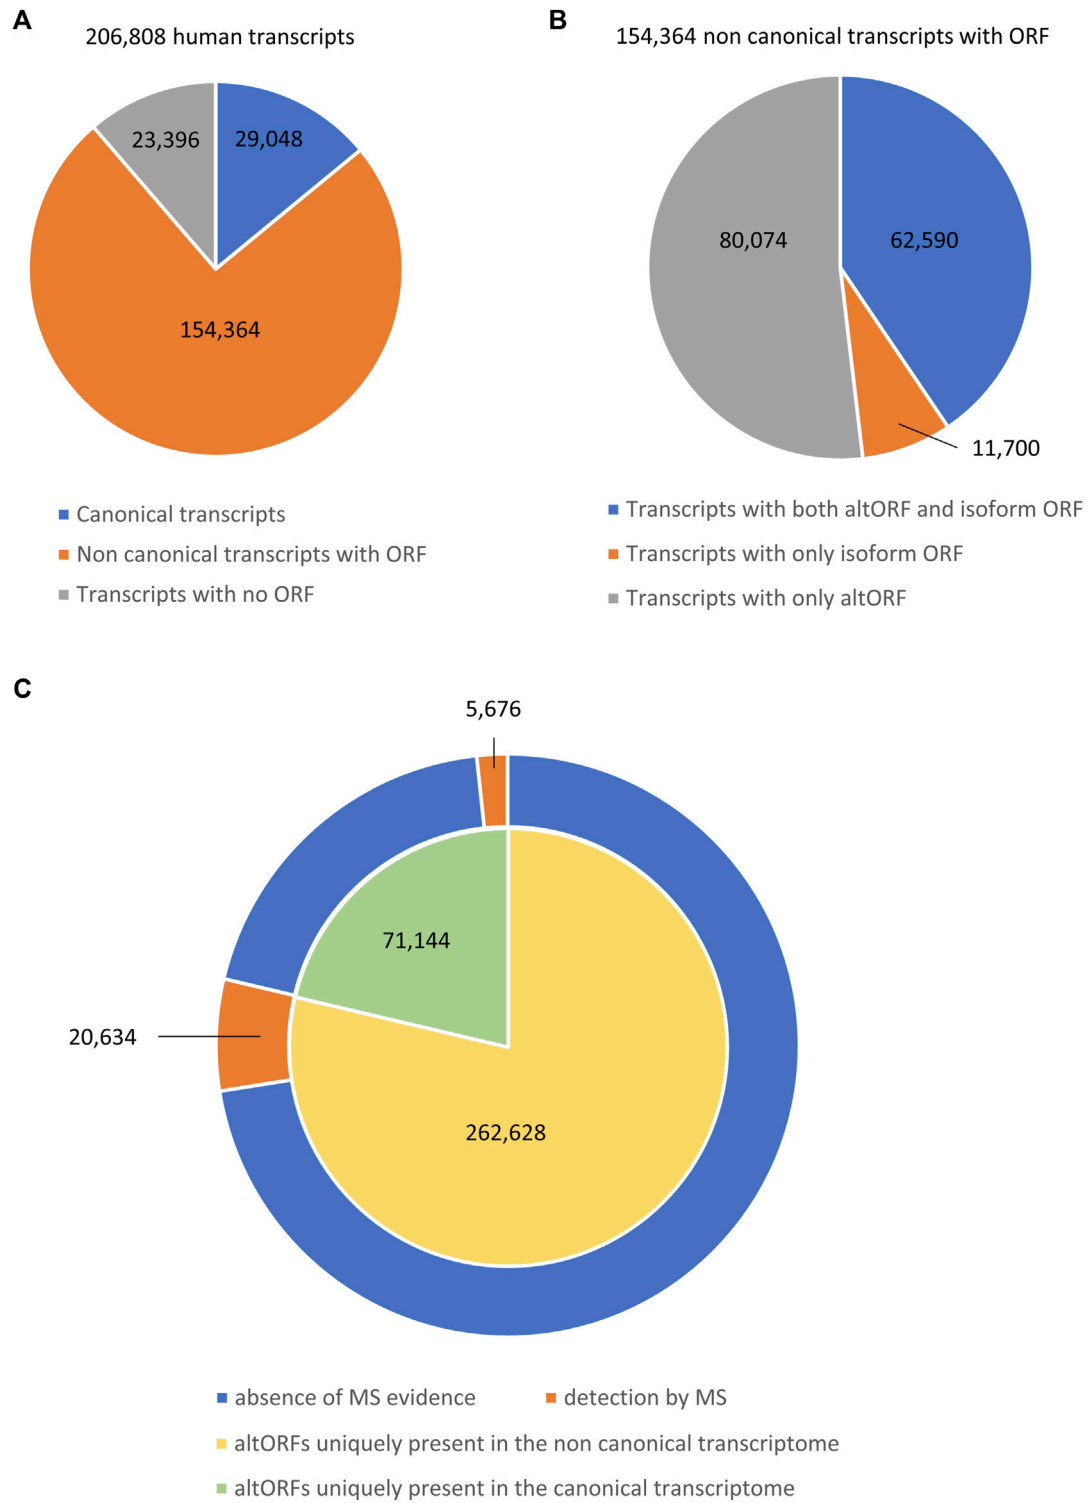 A
206,808 human transcripts
23,396
29,048
154,364
Canonical transcripts
Non canonical transcripts with ORF
Transcripts with no ORF
B
154,364 non canonical transcripts with ORF
80,074
62,590
11,700
Transcripts with both altORF and isoform ORF
Transcripts with only isoform ORF
Transcripts with only altORF
C
5,676
71,144
20,634
262,628
absence of MS evidence
detection by MS
altORFs uniquely present in the non canonical transcriptome
altORFs uniquely present in the canonical transcriptome